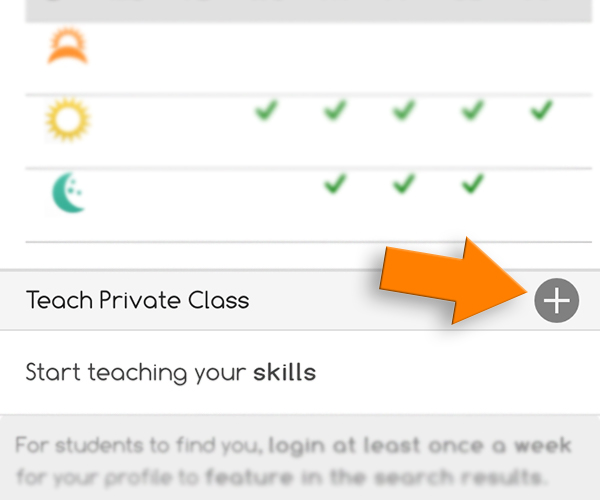 Teach Private Class
Start teaching your skills
For students to find you, login at least once a week
for your profile to feature in the search results.